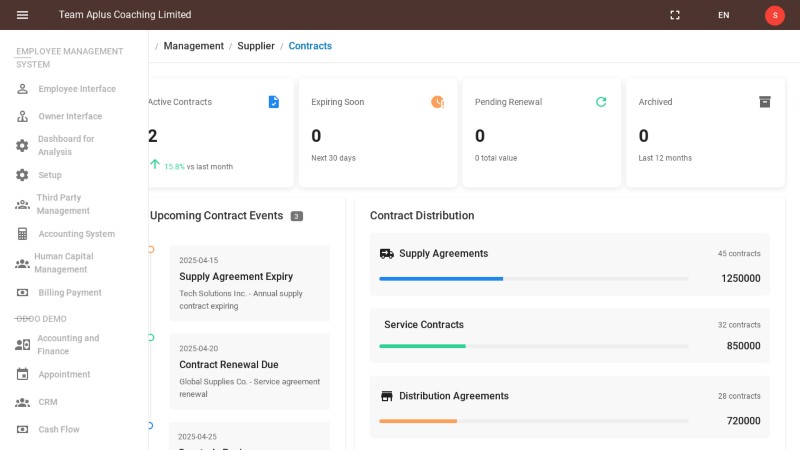 Team Aplus Coaching Limited
EN
S
EMPLOYEE MANAGEMENT
SYSTEM
Employee Interface
Owner Interface
Dashboard for
Analysis
Setup
Third Party
Management
Accounting System
Human Capital
Management
Billing Payment
ODOO DEMO
Accounting and
Finance
Appointment
CRM
Cash Flow
/ Management / Supplier / Contracts
Active Contracts
2
15.8% vs last month
Expiring Soon
0
Next 30 days
Pending Renewal
0
0 total value
Archived
0
Last 12 months
Upcoming Contract Events 3
2025-04-15
Supply Agreement Expiry
Tech Solutions Inc. - Annual supply
contract expiring
2025-04-20
Contract Renewal Due
Global Supplies Co. - Service agreement
renewal
2025-04-25
Contract Distribution
Supply Agreements
45 contracts
1250000
Service Contracts
32 contracts
850000
Distribution Agreements
28 contracts
720000